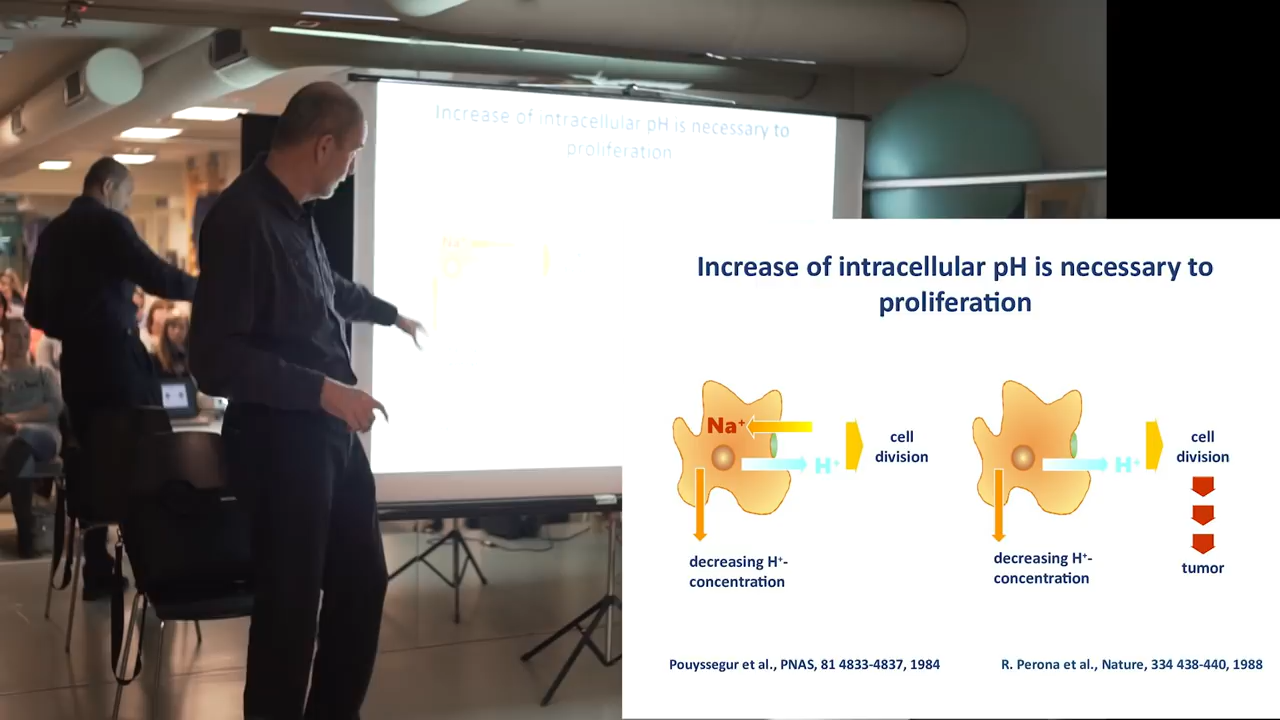 Increase of intracellular pH is necessary to
proliferation
Na⁺
Increase of intracellular pH is necessary to
proliferation
Na⁺
H⁺
cell
division
decreasing H⁺-
concentration
Pouyssegur et al., PNAS, 81 4833-4837, 1984
H⁺
cell
division
tumor
decreasing H⁺-
concentration
R. Perona et al., Nature, 334 438-440, 1988